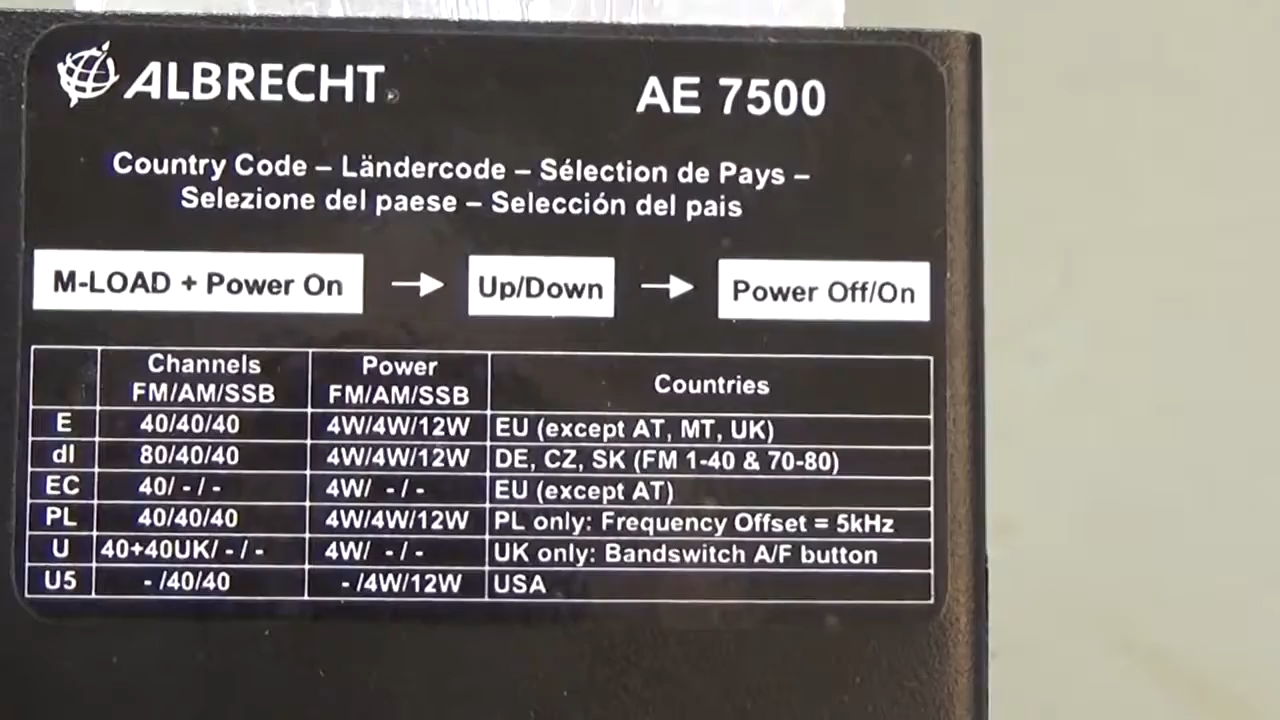 ALBRECHT® AE 7500
Country Code – Ländercode – Sélection de Pays –
Selezione del paese – Selección del pais
M-LOAD + Power On → Up/Down → Power Off/On
Channels FM/AM/SSB Power FM/AM/SSB Countries
E 40/40/40 4W/4W/12W EU (except AT, MT, UK)
dI 80/40/40 4W/4W/12W DE, CZ, SK (FM 1-40 & 70-80)
EC 40/ - / - 4W/ - / - EU (except AT)
PL 40/40/40 4W/4W/12W PL only: Frequency Offset = 5kHz
U 40+40UK/ - / - 4W/ - / - UK only: Bandswitch A/F button
U5 - /40/40 - /4W/12W USA